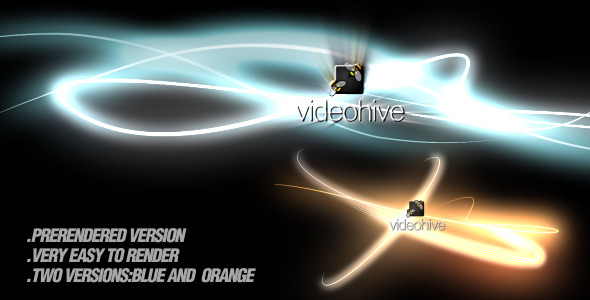 videohive
videohive
.PRERENDERED VERSION
.VERY EASY TO RENDER
.TWO VERSIONS:BLUE AND ORANGE